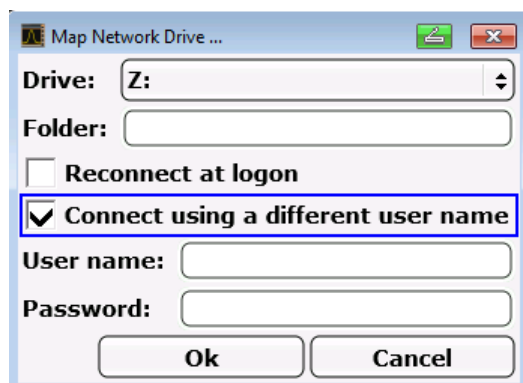 Map Network Drive ...
Drive: Z:
Folder:
Reconnect at logon
Connect using a different user name
User name:
Password:
Ok Cancel